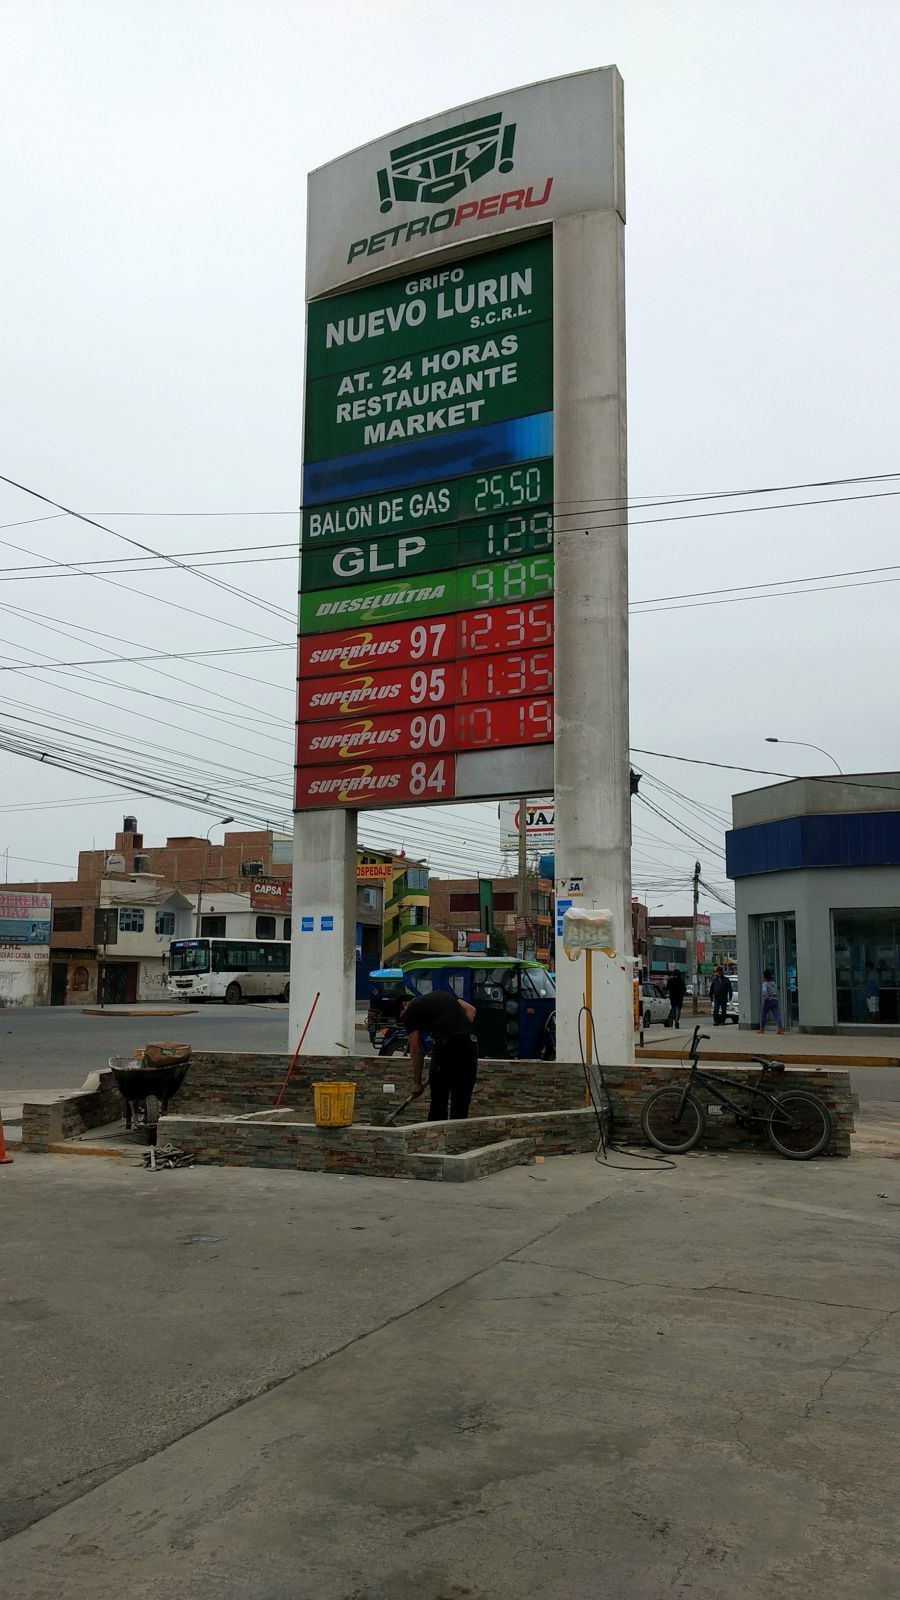 PETROPERU
GRIFO
NUEVO LURIN
S.C.R.L.
AT. 24 HORAS
RESTAURANTE
MARKET
BALON DE GAS 25.50
GLP 1.29
DIESELULTRA 9.85
SUPERPLUS 97 12.35
SUPERPLUS 95 11.35
SUPERPLUS 90 10.19
SUPERPLUS 84
OSPEDAJE
CAPSA